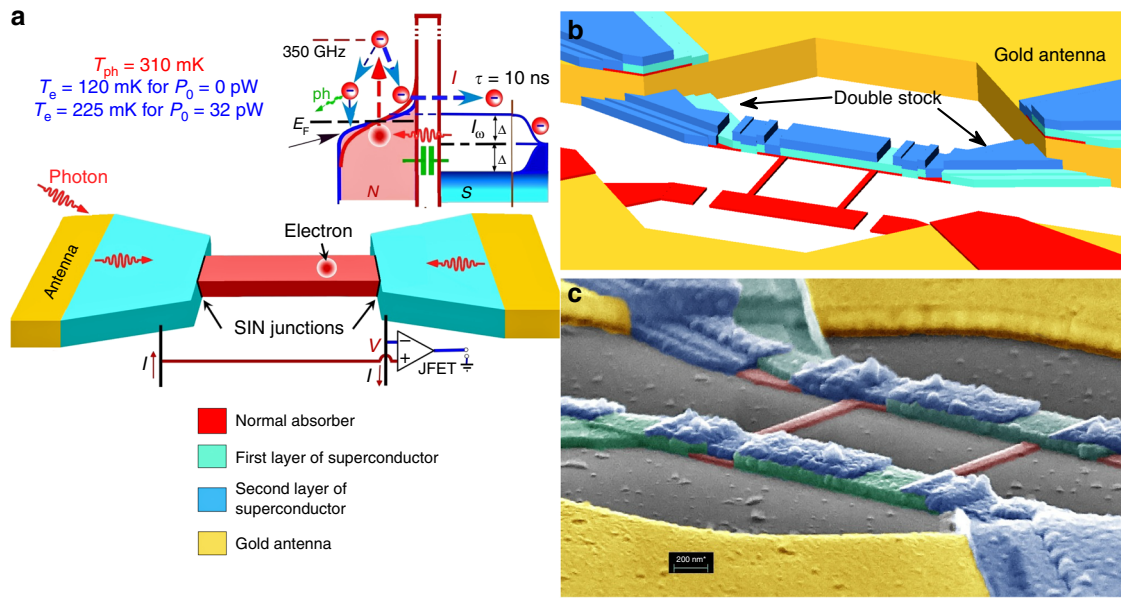 a
T_ph = 310 mK
T_e = 120 mK for P_0 = 0 pW
T_e = 225 mK for P_0 = 32 pW
350 GHz
I
τ = 10 ns
ph
E_F
I_ω
Δ
Δ
N
S
Photon
Antenna
Electron
SIN junctions
I
V
I
JFET
Normal absorber
First layer of superconductor
Second layer of
superconductor
Gold antenna
b
Gold antenna
Double stock
c
200 nm*